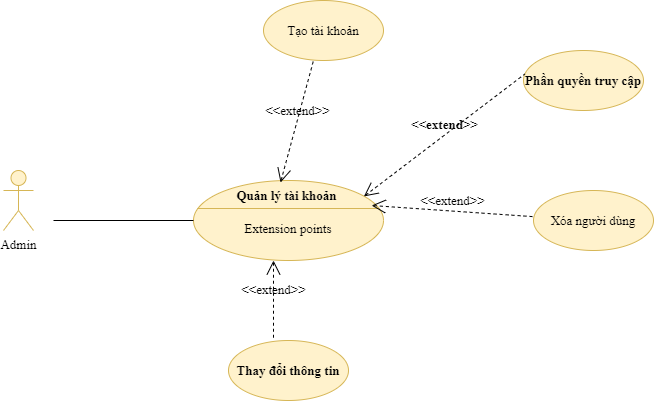 Tạo tài khoản
Phần quyền truy cập
<<extend>>
<<extend>>
Quản lý tài khoản
<<extend>>
Extension points
Xóa người dùng
Admin
<<extend>>
Thay đổi thông tin